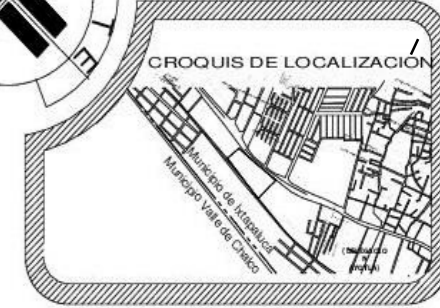 T
E
CROQUIS DE LOCALIZACIÓN
Municipio de Ixtapaluca
Municipio Valle de Chalco